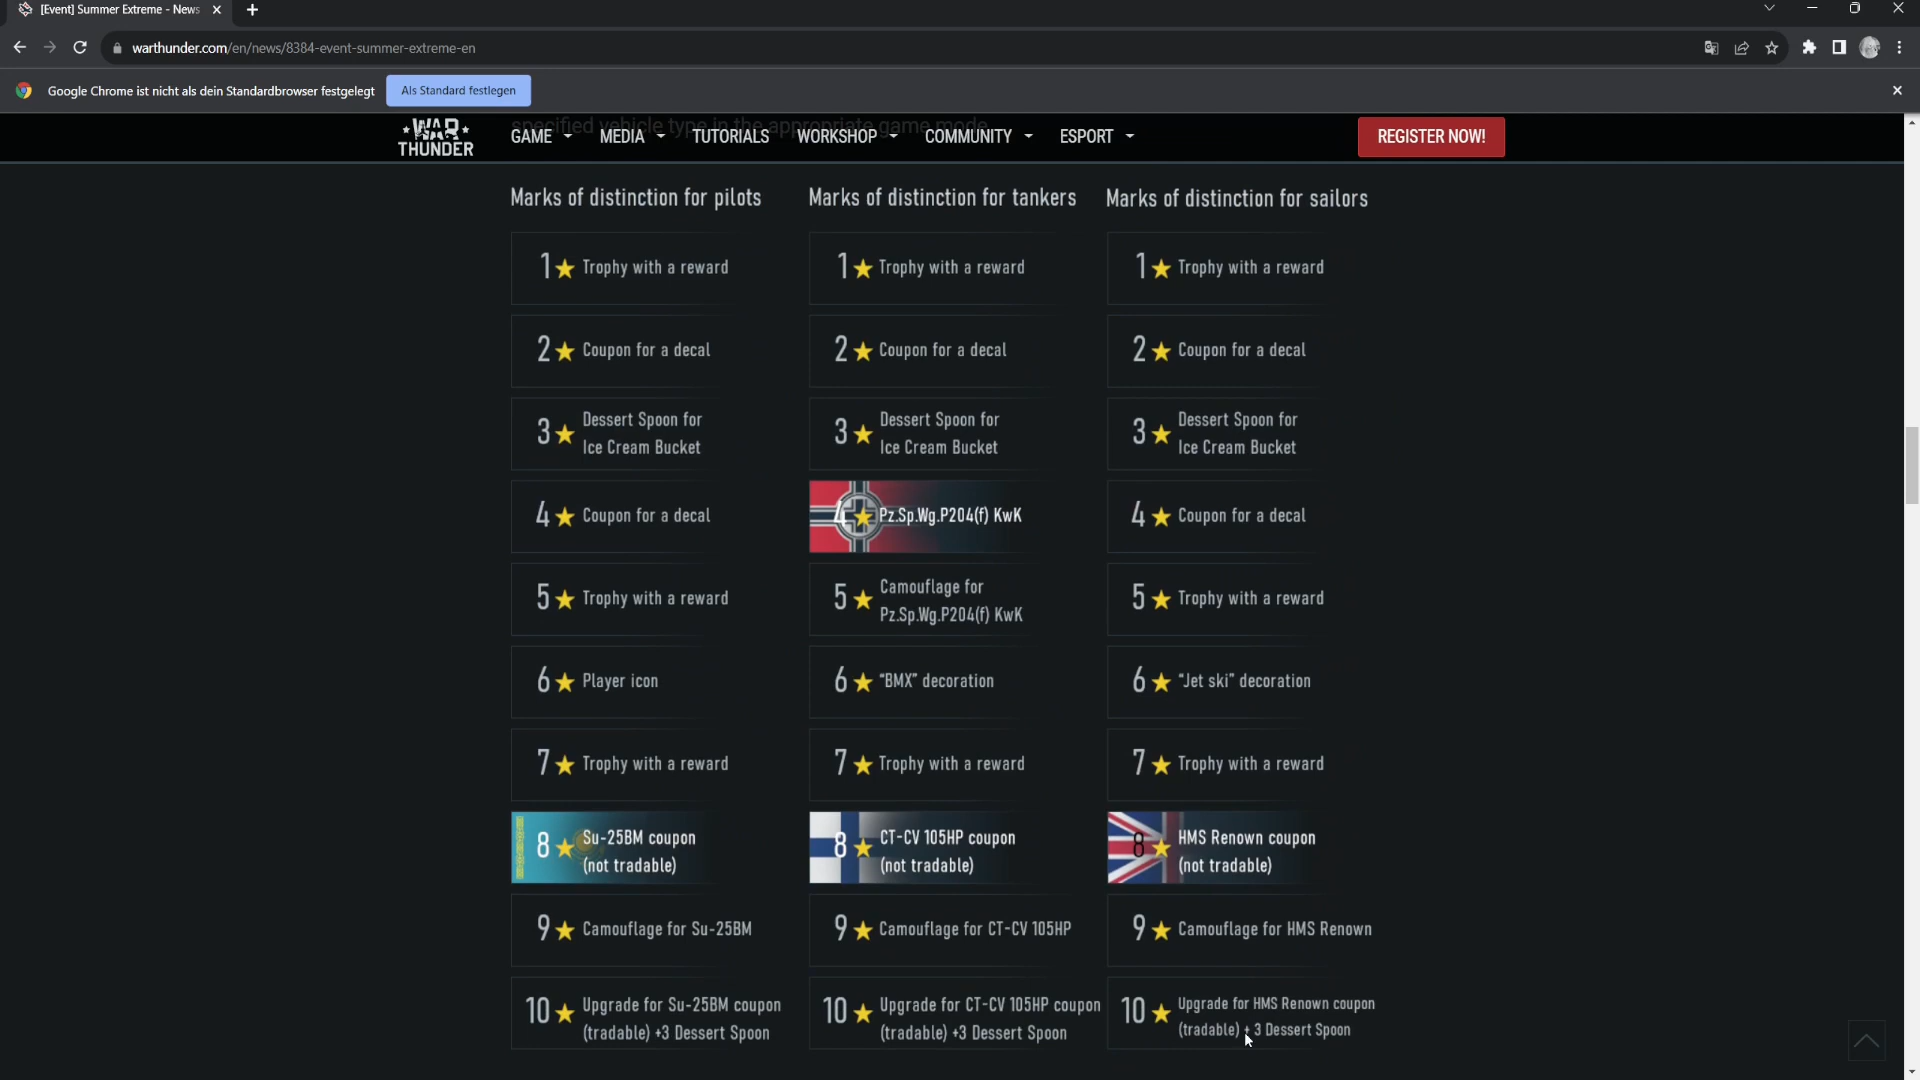 [Event] Summer Extreme - News
warthunder.com/en/news/8384-event-summer-extreme-en
Google Chrome ist nicht als dein Standardbrowser festgelegt
Als Standard festlegen
specified vehicle type in the appropriate game mode
WAR THUNDER
GAME MEDIA TUTORIALS WORKSHOP COMMUNITY ESPORT
REGISTER NOW!
Marks of distinction for pilots
1 Trophy with a reward
2 Coupon for a decal
3 Dessert Spoon for
Ice Cream Bucket
4 Coupon for a decal
5 Trophy with a reward
6 Player icon
7 Trophy with a reward
8 Su-25BM coupon
(not tradable)
9 Camouflage for Su-25BM
10 Upgrade for Su-25BM coupon
(tradable) +3 Dessert Spoon
Marks of distinction for tankers
1 Trophy with a reward
2 Coupon for a decal
3 Dessert Spoon for
Ice Cream Bucket
4 Pz.Sp.Wg.P204(f) KwK
5 Camouflage for
Pz.Sp.Wg.P204(f) KwK
6 "BMX" decoration
7 Trophy with a reward
8 CT-CV 105HP coupon
(not tradable)
9 Camouflage for CT-CV 105HP
10 Upgrade for CT-CV 105HP coupon
(tradable) +3 Dessert Spoon
Marks of distinction for sailors
1 Trophy with a reward
2 Coupon for a decal
3 Dessert Spoon for
Ice Cream Bucket
4 Coupon for a decal
5 Trophy with a reward
6 "Jet ski" decoration
7 Trophy with a reward
8 HMS Renown coupon
(not tradable)
9 Camouflage for HMS Renown
10 Upgrade for HMS Renown coupon
(tradable) + 3 Dessert Spoon